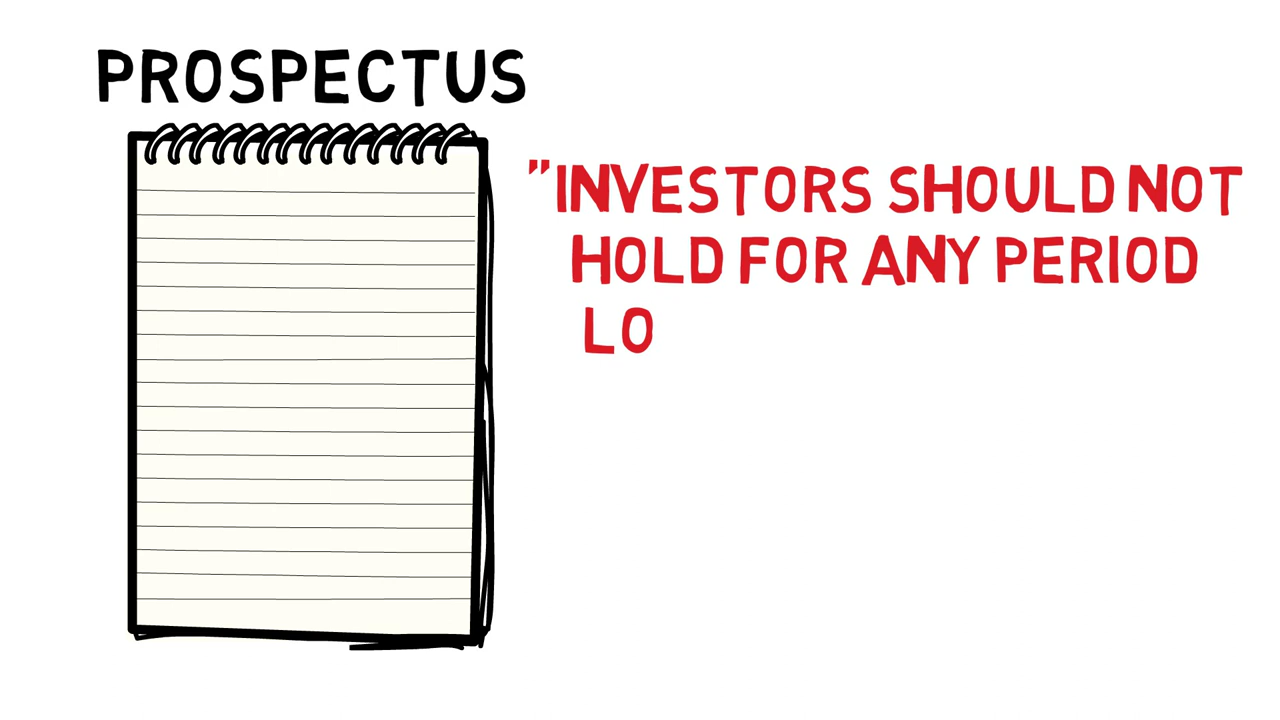 PROSPECTUS
"INVESTORS SHOULD NOT
HOLD FOR ANY PERIOD
LO